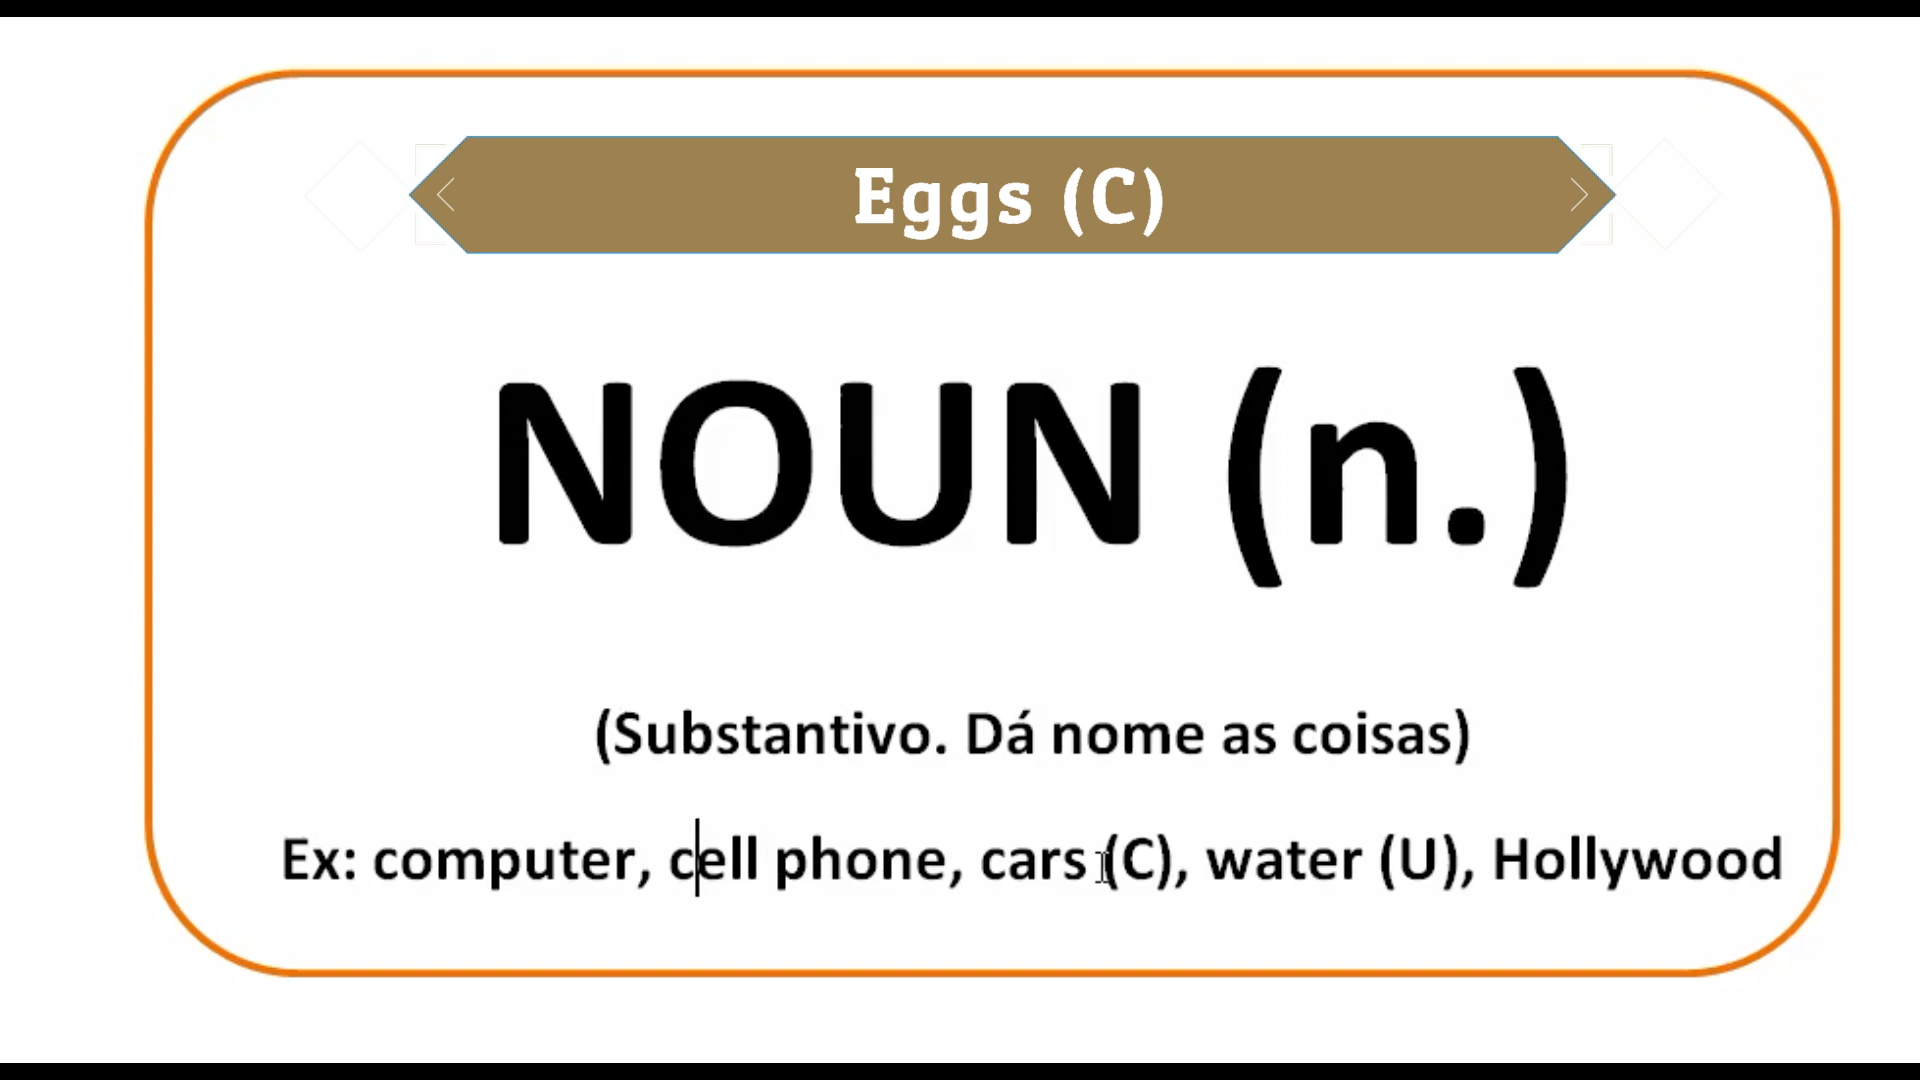 Eggs (C)
NOUN (n.)
(Substantivo. Dá nome as coisas)
Ex: computer, cell phone, cars (C), water (U), Hollywood